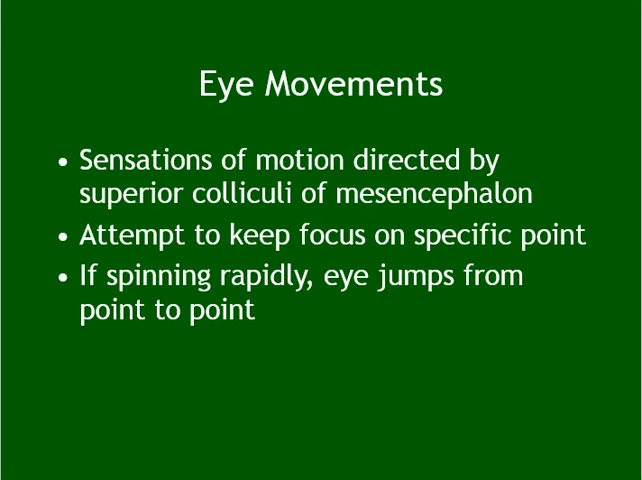 Eye Movements
• Sensations of motion directed by
superior colliculi of mesencephalon
• Attempt to keep focus on specific point
• If spinning rapidly, eye jumps from
point to point